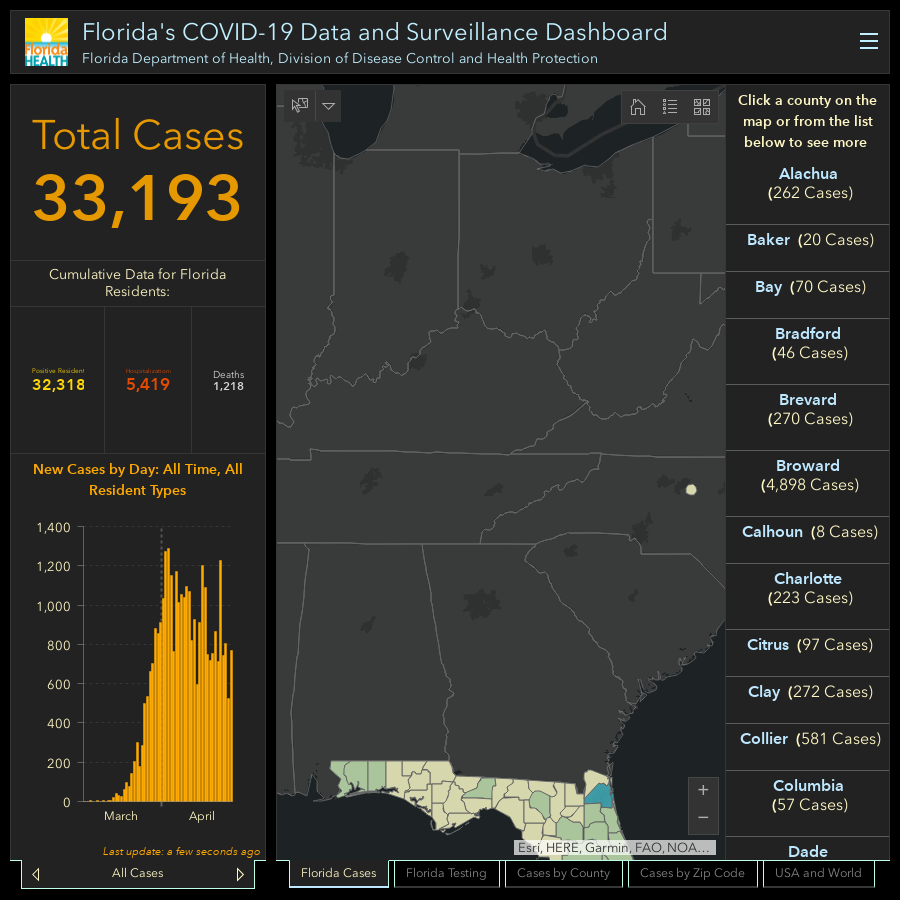 Florida HEALTH
Florida's COVID-19 Data and Surveillance Dashboard
Florida Department of Health, Division of Disease Control and Health Protection
Total Cases
33,193
Cumulative Data for Florida
Residents:
Positive Resident
32,318
Hospitalizations
5,419
Deaths
1,218
New Cases by Day: All Time, All
Resident Types
1,400
1,200
1,000
800
600
400
200
0
March April
Last update: a few seconds ago
All Cases
Esri, HERE, Garmin, FAO, NOA...
+
−
Florida Cases
Florida Testing
Cases by County
Cases by Zip Code
USA and World
Click a county on the
map or from the list
below to see more
Alachua
(262 Cases)
Baker (20 Cases)
Bay (70 Cases)
Bradford
(46 Cases)
Brevard
(270 Cases)
Broward
(4,898 Cases)
Calhoun (8 Cases)
Charlotte
(223 Cases)
Citrus (97 Cases)
Clay (272 Cases)
Collier (581 Cases)
Columbia
(57 Cases)
Dade